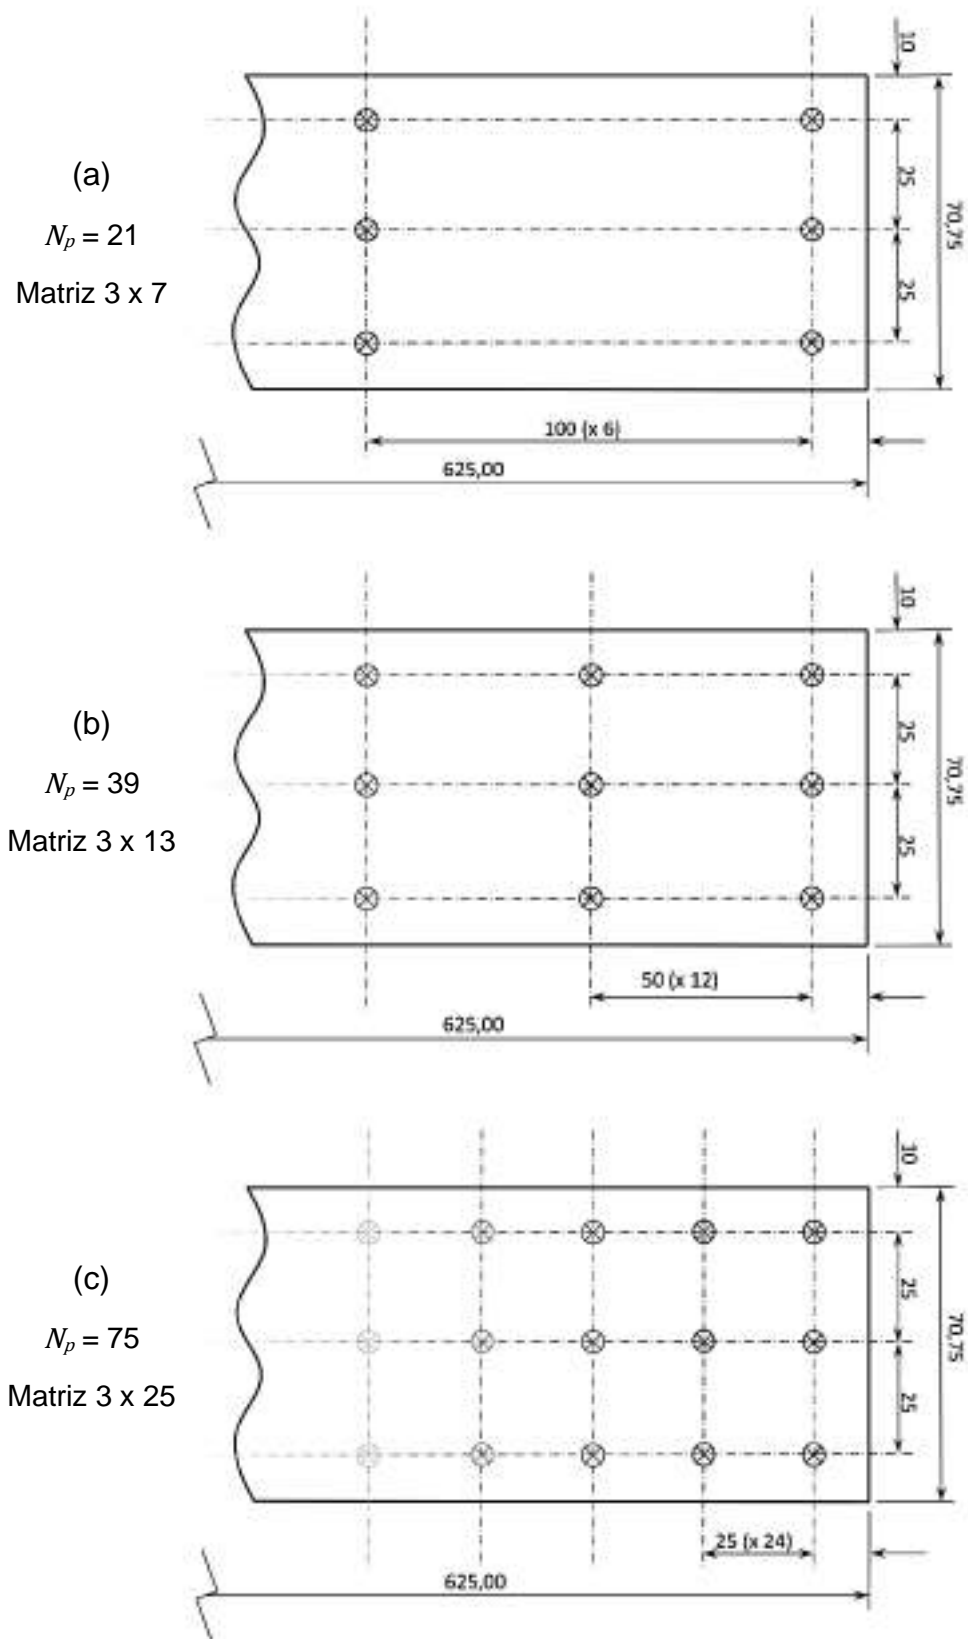 (a)
Np = 21
Matriz 3 x 7
10
25
25
70,75
100 (x 6)
625,00
(b)
Np = 39
Matriz 3 x 13
10
25
25
70,75
50 (x 12)
625,00
(c)
Np = 75
Matriz 3 x 25
10
25
25
70,75
25 (x 24)
625,00